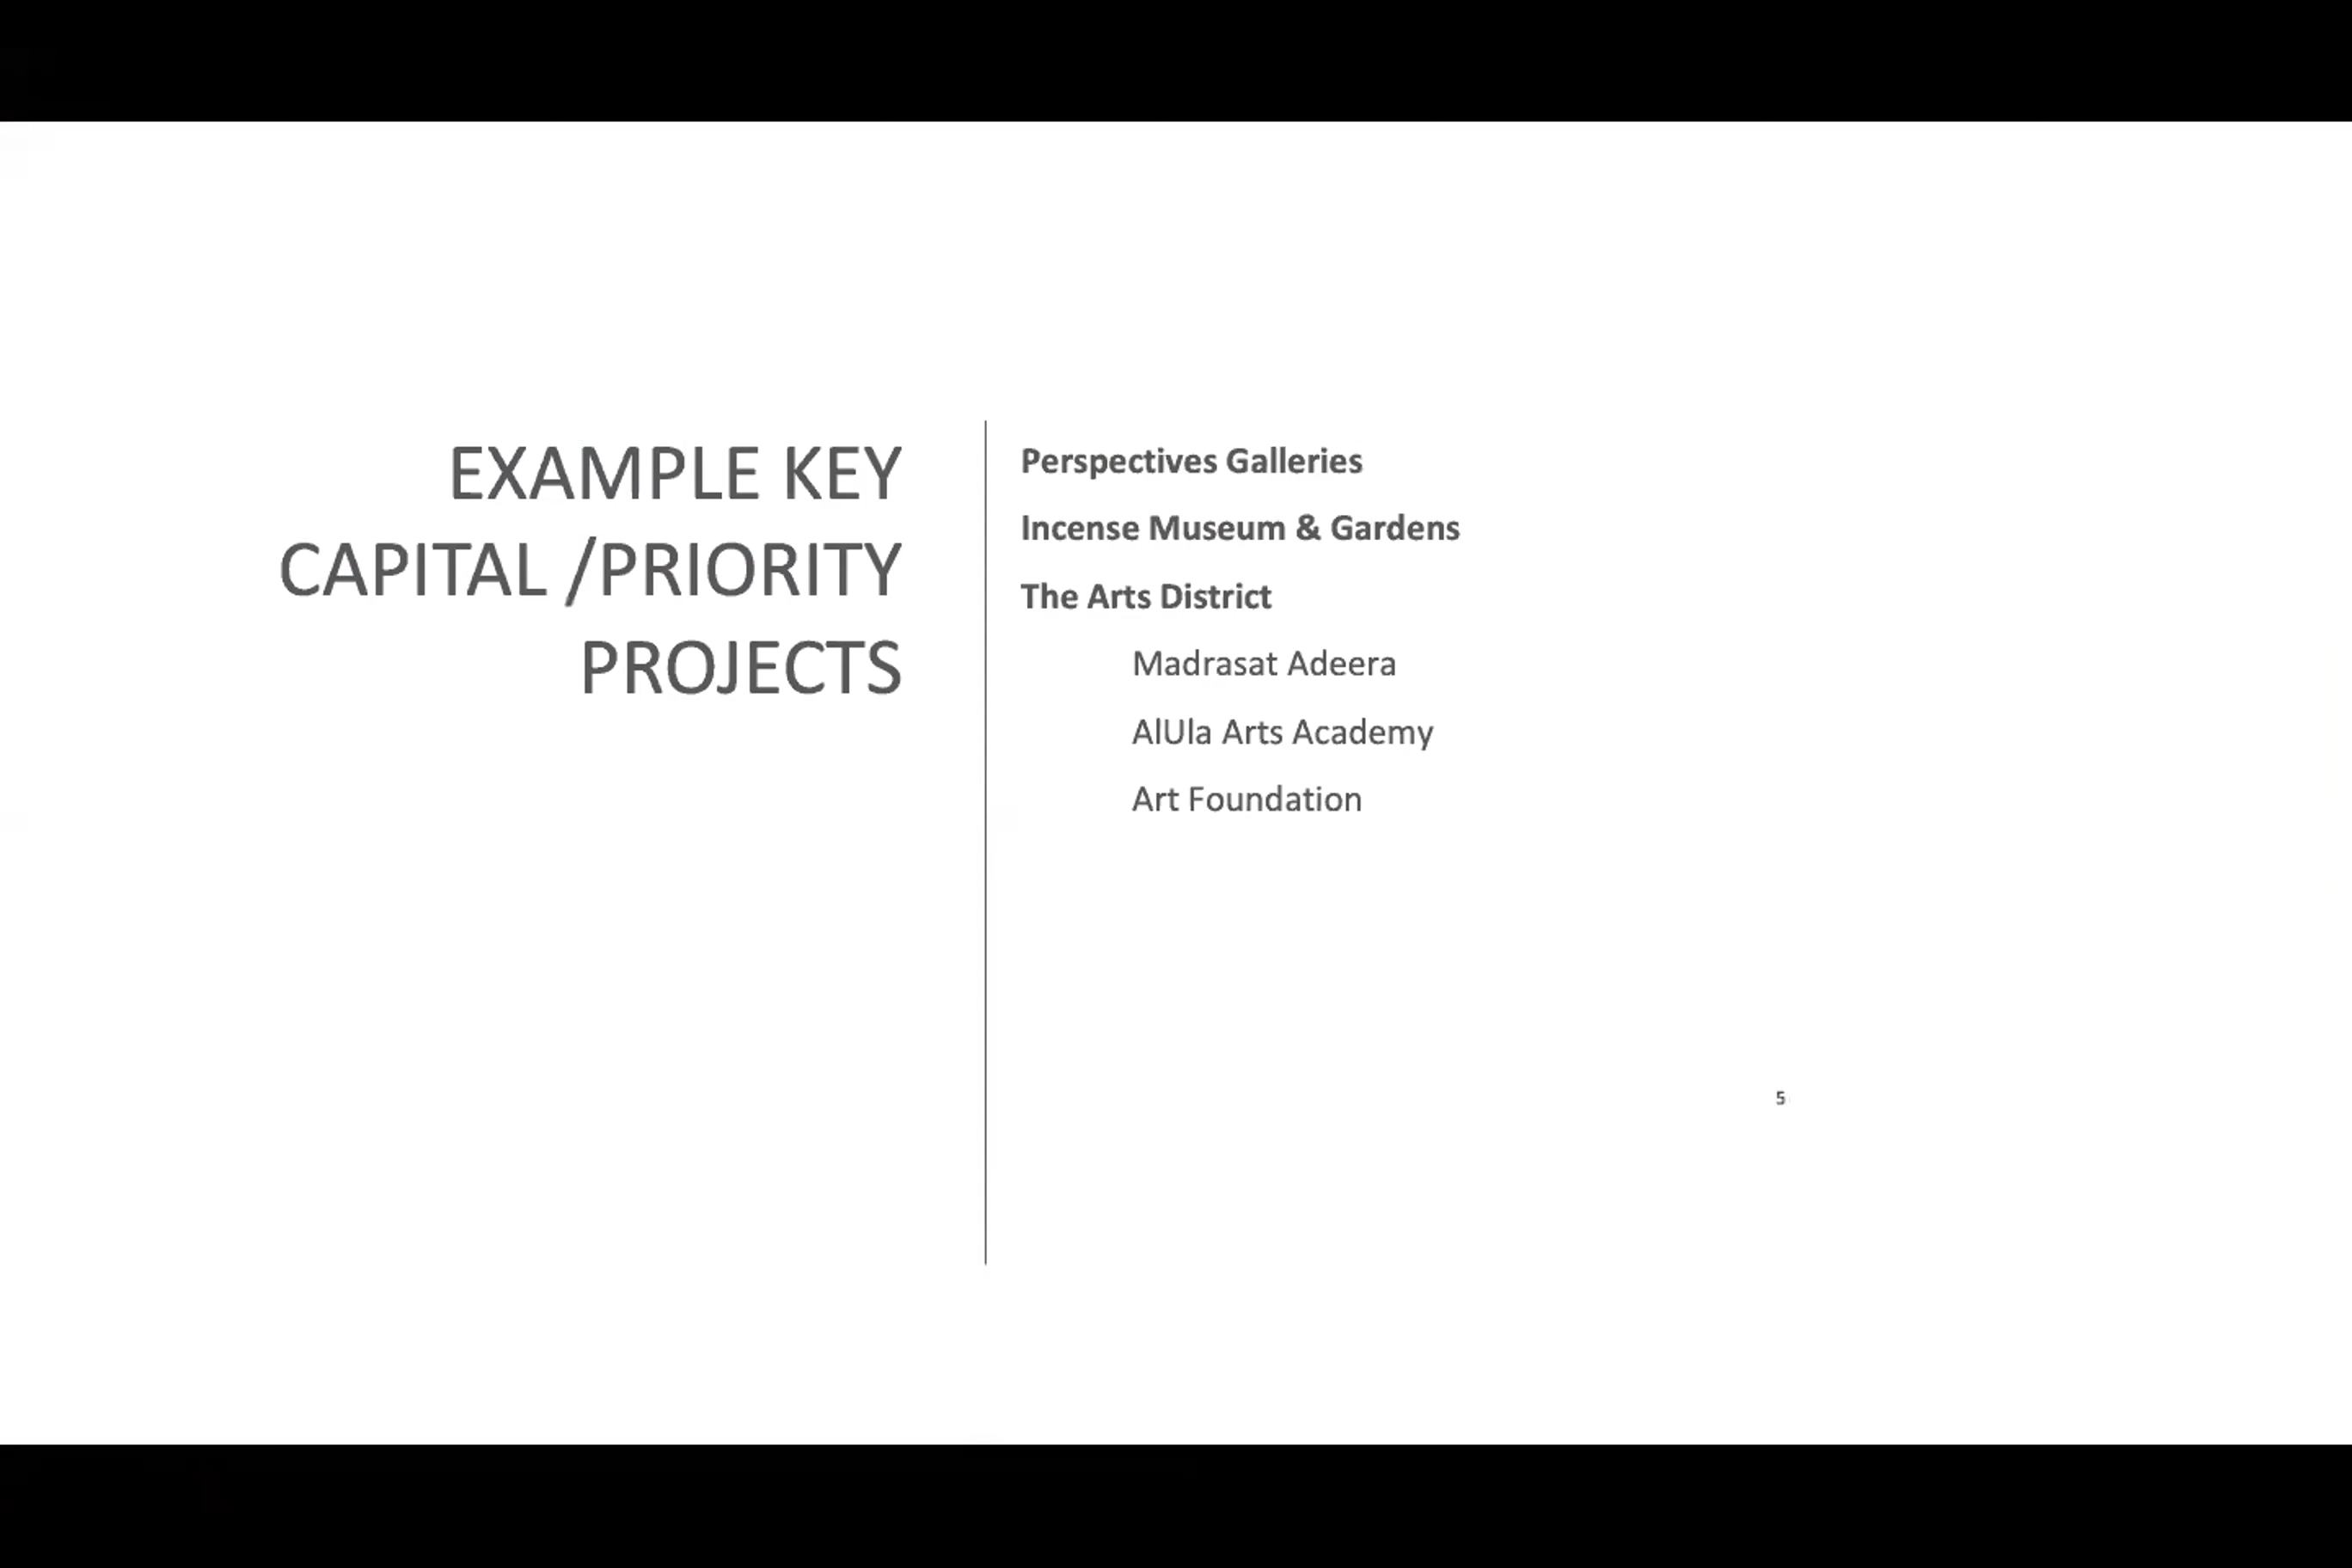 EXAMPLE KEY
CAPITAL /PRIORITY
PROJECTS
Perspectives Galleries
Incense Museum & Gardens
The Arts District
Madrasat Adeera
AlUla Arts Academy
Art Foundation
5